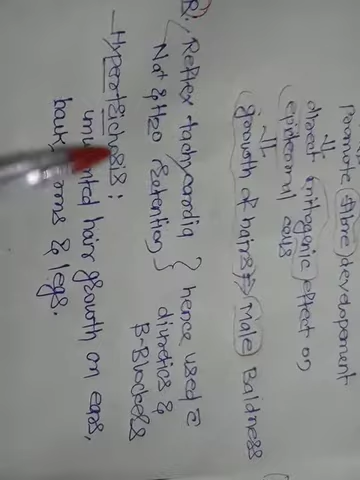 Promote fibre development
direct mitogenic effect on
epidermal cells
(growth of hairs) ⇒ Male Baldness
R: Reflex tachycardia } hence used c̄
Na+ & H2O retention } diuretics &
B-Blockers
- Hypertrichosis :
unwanted hair growth on ears,
back, arms & legs.